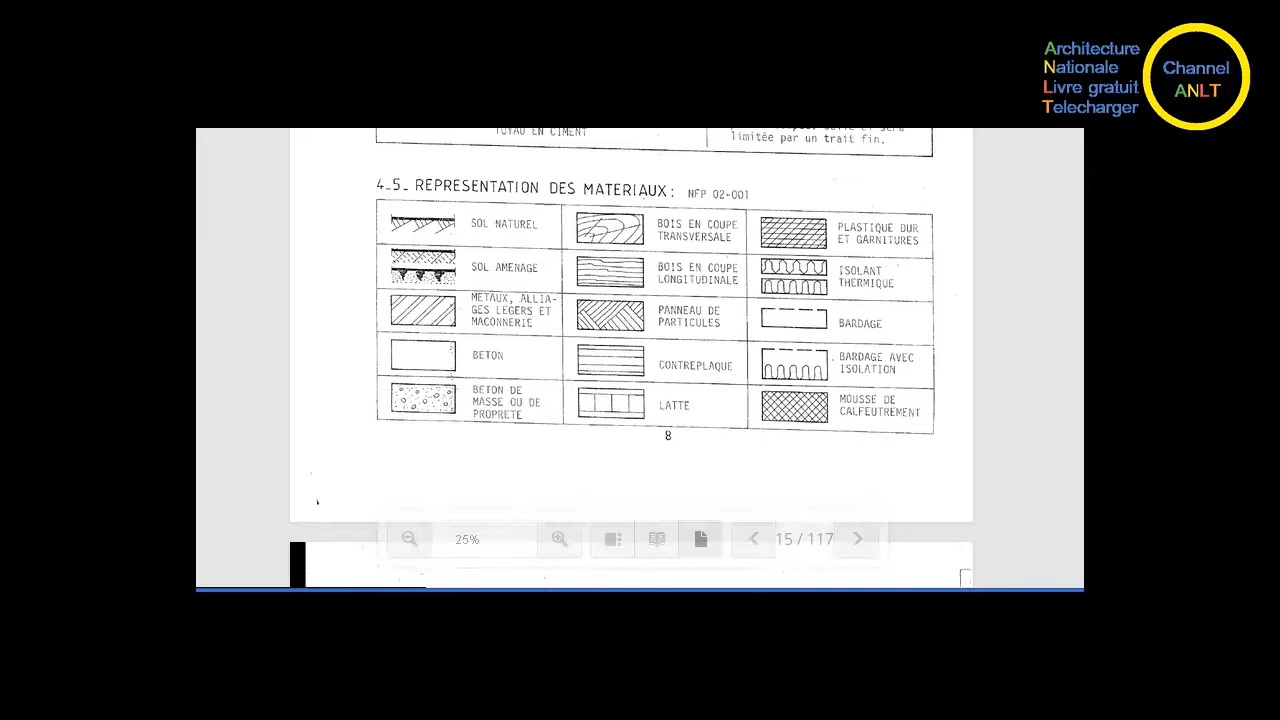 Architecture
Nationale
Livre gratuit
Telecharger
Channel
ANLT
TUYAU EN CIMENT
limitée par un trait fin.
4_5_ REPRESENTATION DES MATERIAUX: NFP 02-001
SOL NATUREL
BOIS EN COUPE
TRANSVERSALE
PLASTIQUE DUR
ET GARNITURES
SOL AMENAGE
BOIS EN COUPE
LONGITUDINALE
ISOLANT
THERMIQUE
METAUX, ALLIA-
GES LEGERS ET
MACONNERIE
PANNEAU DE
PARTICULES
BARDAGE
BETON
CONTREPLAQUE
BARDAGE AVEC
ISOLATION
BETON DE
MASSE OU DE
PROPRETE
LATTE
MOUSSE DE
CALFEUTREMENT
8
25%
15 / 117